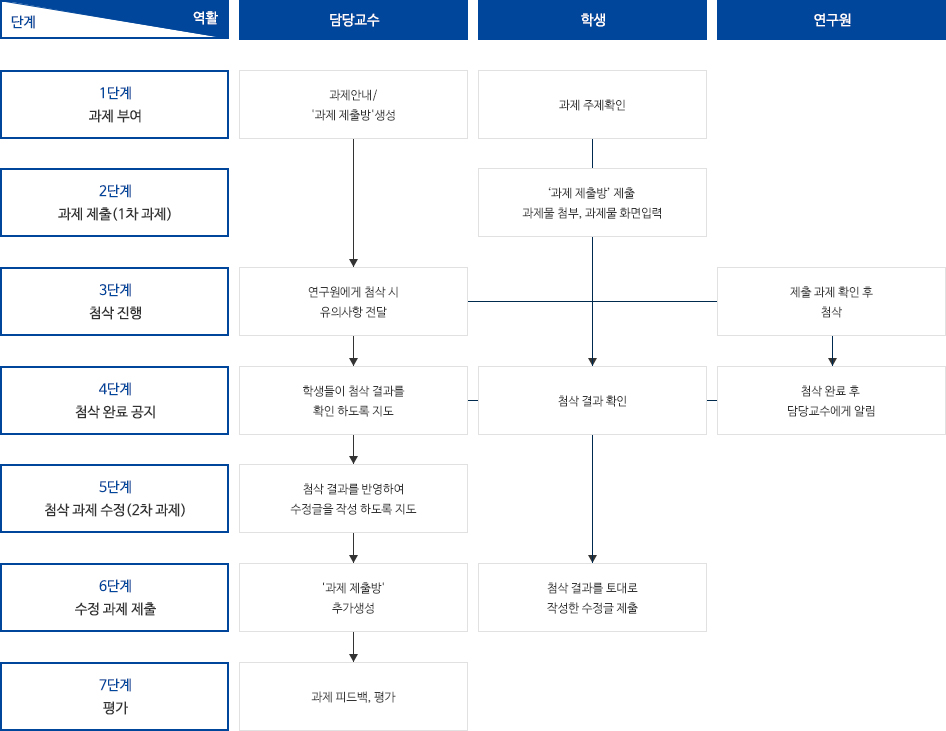 역할
단계
담당교수
학생
연구원
1단계
과제 부여
과제안내/
‘과제 제출방’생성
과제 주제확인
2단계
과제 제출(1차 과제)
‘과제 제출방’ 제출
과제물 첨부, 과제물 화면입력
3단계
첨삭 진행
연구원에게 첨삭 시
유의사항 전달
제출 과제 확인 후
첨삭
4단계
첨삭 완료 공지
학생들이 첨삭 결과를
확인 하도록 지도
첨삭 결과 확인
첨삭 완료 후
담당교수에게 알림
5단계
첨삭 과제 수정(2차 과제)
첨삭 결과를 반영하여
수정글을 작성 하도록 지도
6단계
수정 과제 제출
‘과제 제출방’
추가생성
첨삭 결과를 토대로
작성한 수정글 제출
7단계
평가
과제 피드백, 평가